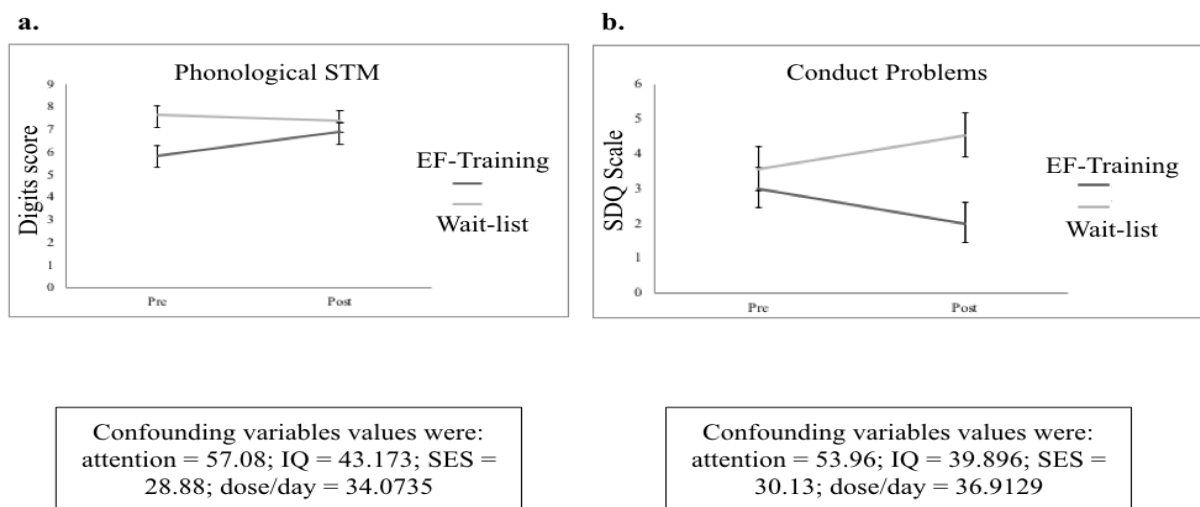 a.
Phonological STM
Digits score
9
8
7
6
5
4
3
2
1
0
Pre
Post
EF-Training
Wait-list
b.
Conduct Problems
SDQ Scale
6
5
4
3
2
1
0
Pre
Post
EF-Training
Wait-list
Confounding variables values were:
attention = 57.08; IQ = 43.173; SES =
28.88; dose/day = 34.0735
Confounding variables values were:
attention = 53.96; IQ = 39.896; SES =
30.13; dose/day = 36.9129